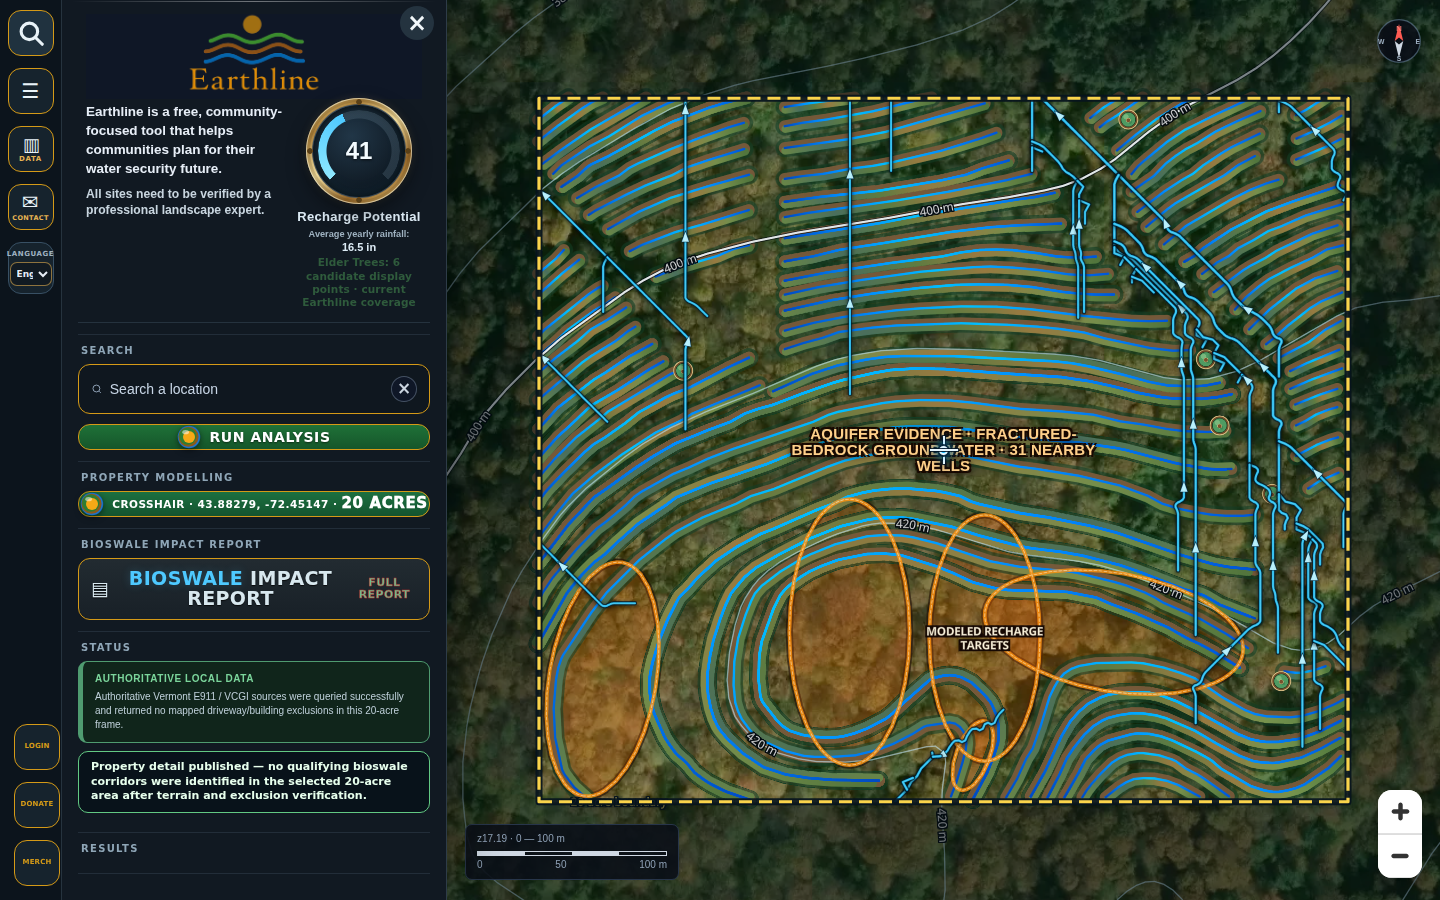 DATA
CONTACT
LANGUAGE
Eng
LOGIN
DONATE
MERCH
Earthline
Earthline is a free, community-
focused tool that helps
communities plan for their
water security future.
All sites need to be verified by a
professional landscape expert.
41
Recharge Potential
Average yearly rainfall:
16.5 in
Elder Trees: 6
candidate display
points · current
Earthline coverage
SEARCH
Search a location
RUN ANALYSIS
PROPERTY MODELLING
CROSSHAIR · 43.88279, -72.45147 · 20 ACRES
BIOSWALE IMPACT REPORT
BIOSWALE IMPACT
REPORT
FULL
REPORT
STATUS
AUTHORITATIVE LOCAL DATA
Authoritative Vermont E911 / VCGI sources were queried successfully
and returned no mapped driveway/building exclusions in this 20-acre
frame.
Property detail published — no qualifying bioswale
corridors were identified in the selected 20-acre
area after terrain and exclusion verification.
RESULTS
W
E
S
400 m
400 m
400 m
400 m
AQUIFER EVIDENCE · FRACTURED-
BEDROCK GROUNDWATER · 31 NEARBY
WELLS
420 m
420 m
420 m
MODELED RECHARGE
TARGETS
420 m
420 m
z17.19 · 0 — 100 m
0
50
100 m